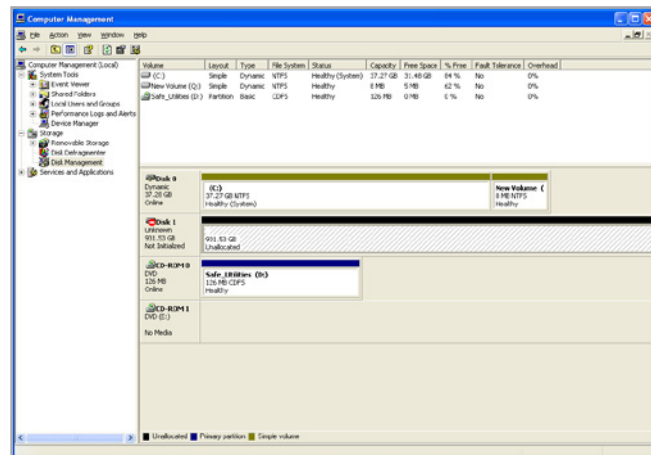 Computer Management
File Action View Window Help
Computer Management (Local)
System Tools
Event Viewer
Shared Folders
Local Users and Groups
Performance Logs and Alerts
Device Manager
Storage
Removable Storage
Disk Defragmenter
Disk Management
Services and Applications
Volume Layout Type File System Status Capacity Free Space % Free Fault Tolerance Overhead
(C:) Simple Dynamic NTFS Healthy (System) 37.27 GB 31.48 GB 84 % No 0%
New Volume (Q:) Simple Dynamic NTFS Healthy 8 MB 5 MB 62 % No 0%
Safe_Utilities (D:) Partition Basic CDFS Healthy 126 MB 0 MB 0 % No 0%
Disk 0
Dynamic
37.28 GB
Online
(C:)
37.27 GB NTFS
Healthy (System)
New Volume (
8 MB NTFS
Healthy
Disk 1
Unknown
931.53 GB
Not Initialized
931.53 GB
Unallocated
CD-ROM 0
DVD
126 MB
Online
Safe_Utilities (D:)
126 MB CDFS
Healthy
CD-ROM 1
DVD (E:)
No Media
Unallocated Primary partition Simple volume